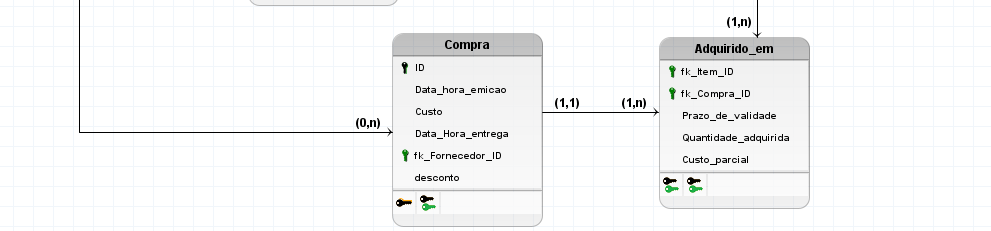 (1,n)
Compra
ID
Data_hora_emicao
Custo
Data_Hora_entrega
fk_Fornecedor_ID
desconto
(0,n)
(1,1)
(1,n)
Adquirido_em
fk_Item_ID
fk_Compra_ID
Prazo_de_validade
Quantidade_adquirida
Custo_parcial